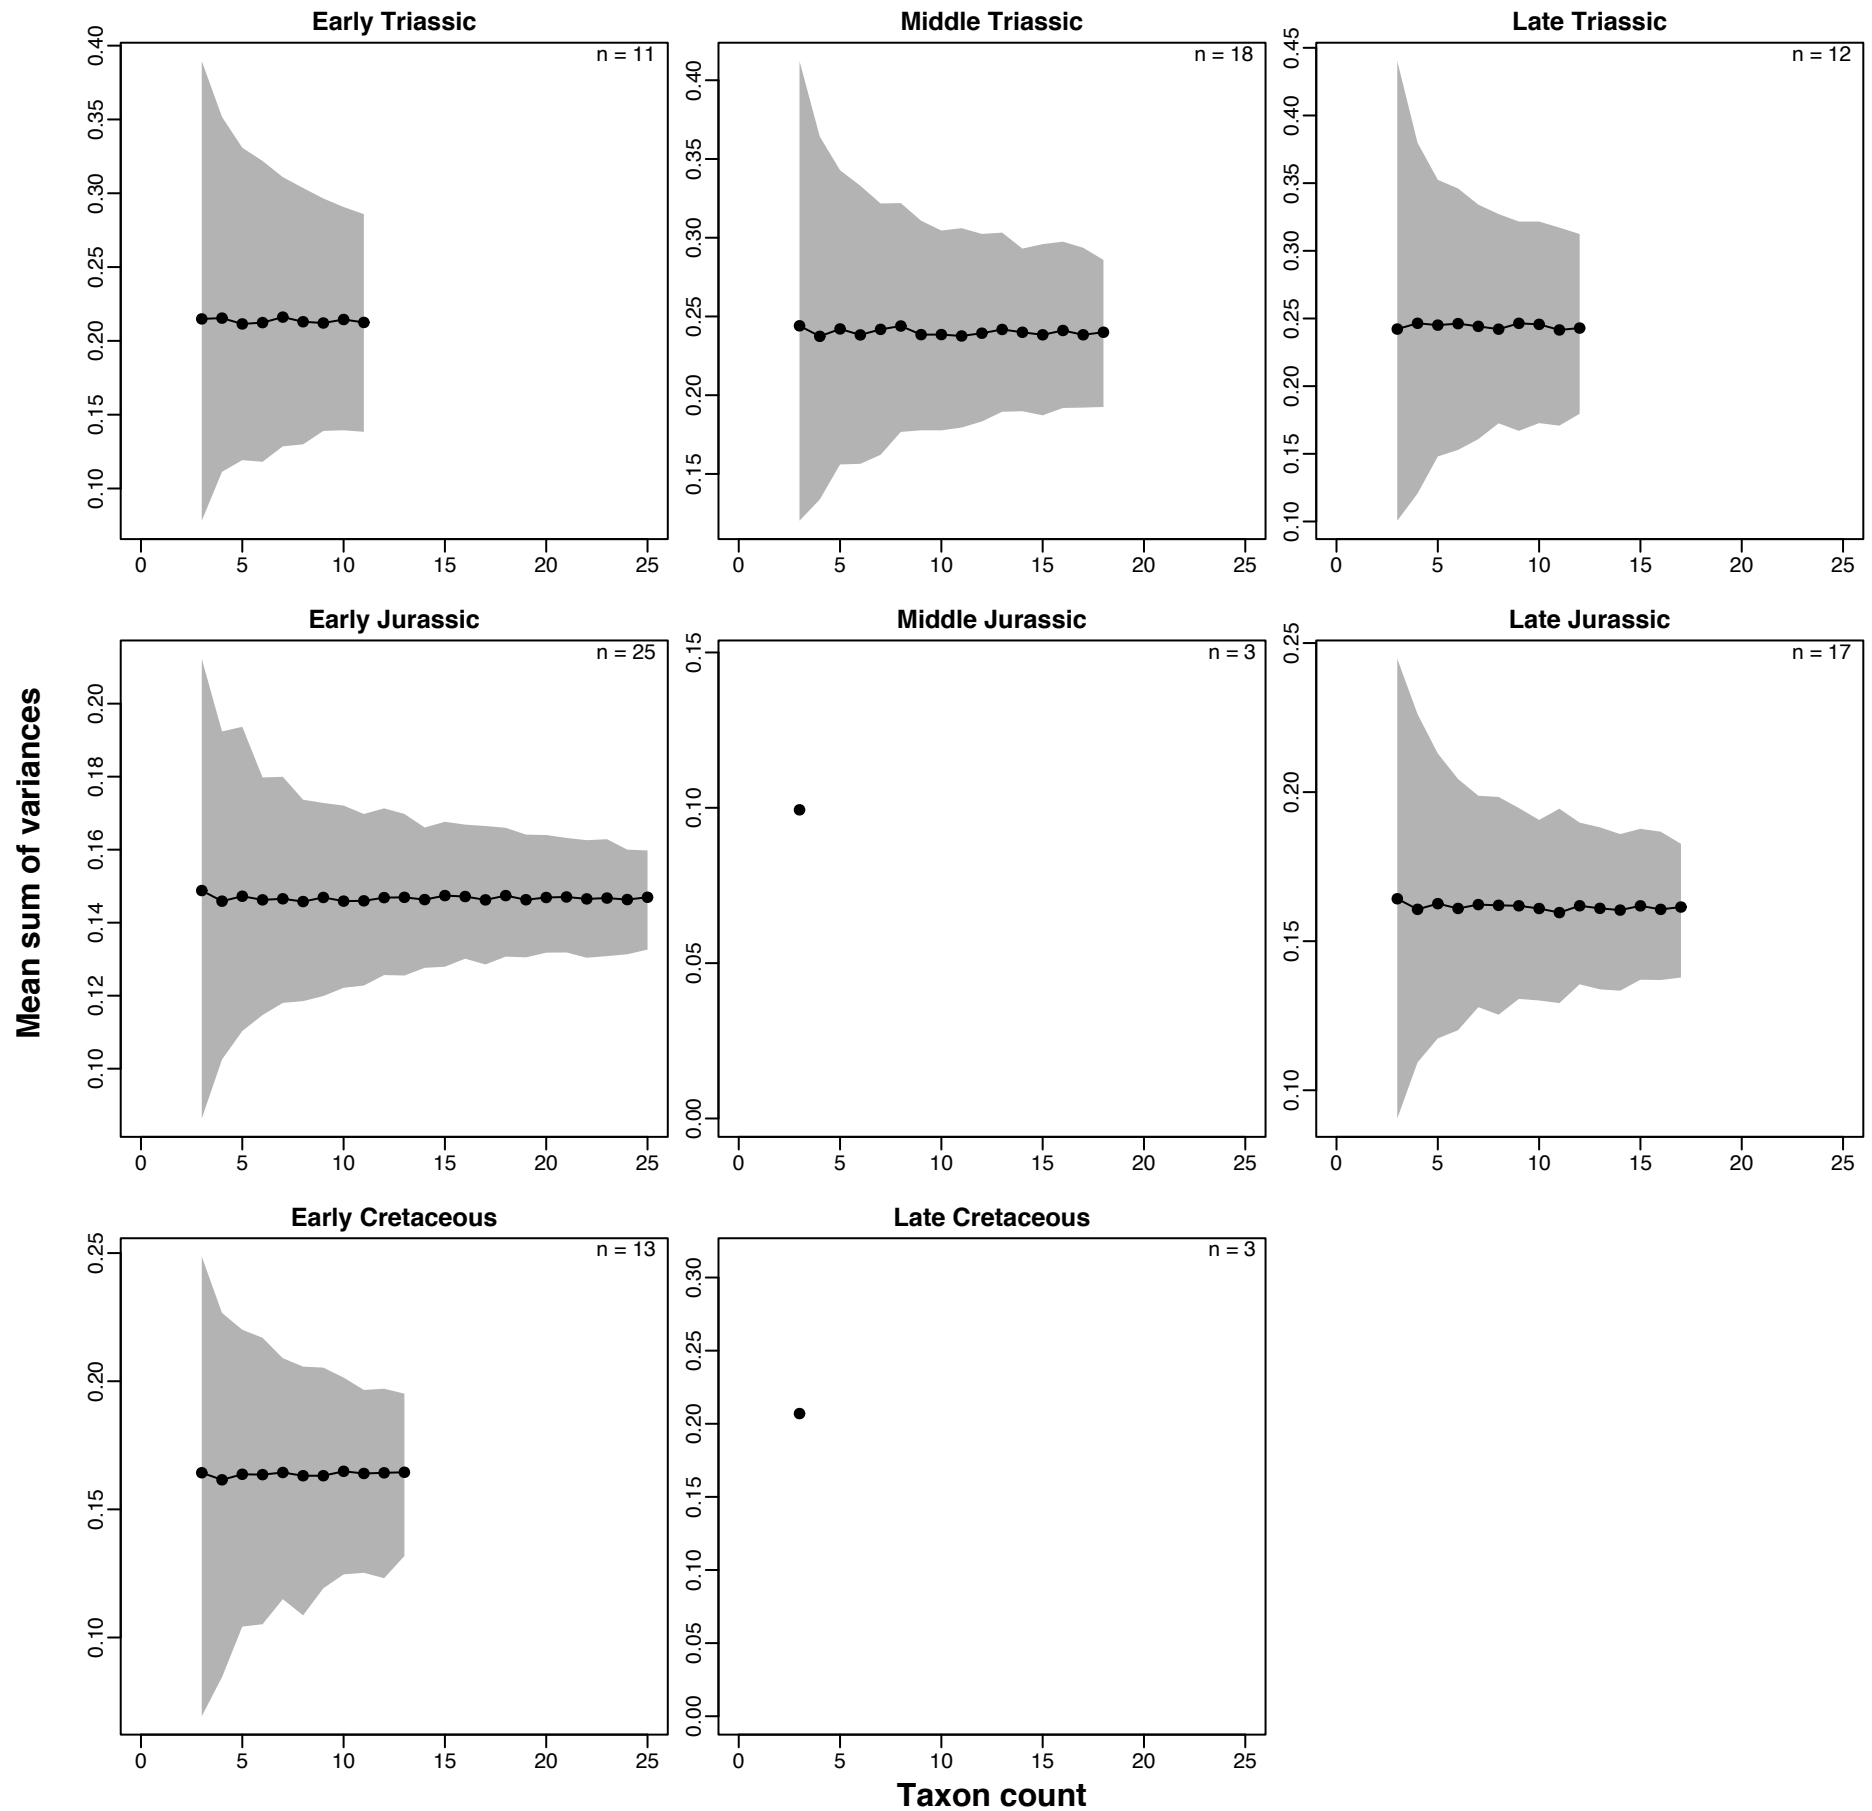 Early Triassic
n = 11
0.40
0.35
0.30
0.25
0.20
0.15
0.10
0 5 10 15 20 25
Middle Triassic
n = 18
0.40
0.35
0.30
0.25
0.20
0.15
0 5 10 15 20 25
Late Triassic
n = 12
0.45
0.40
0.35
0.30
0.25
0.20
0.15
0.10
0 5 10 15 20 25
Mean sum of variances
Early Jurassic
n = 25
0.20
0.18
0.16
0.14
0.12
0.10
0 5 10 15 20 25
Middle Jurassic
n = 3
0.15
0.10
0.05
0.00
0 5 10 15 20 25
Late Jurassic
n = 17
0.25
0.20
0.15
0.10
0 5 10 15 20 25
Early Cretaceous
n = 13
0.25
0.20
0.15
0.10
0 5 10 15 20 25
Late Cretaceous
n = 3
0.30
0.25
0.20
0.15
0.10
0.05
0.00
0 5 10 15 20 25
Taxon count